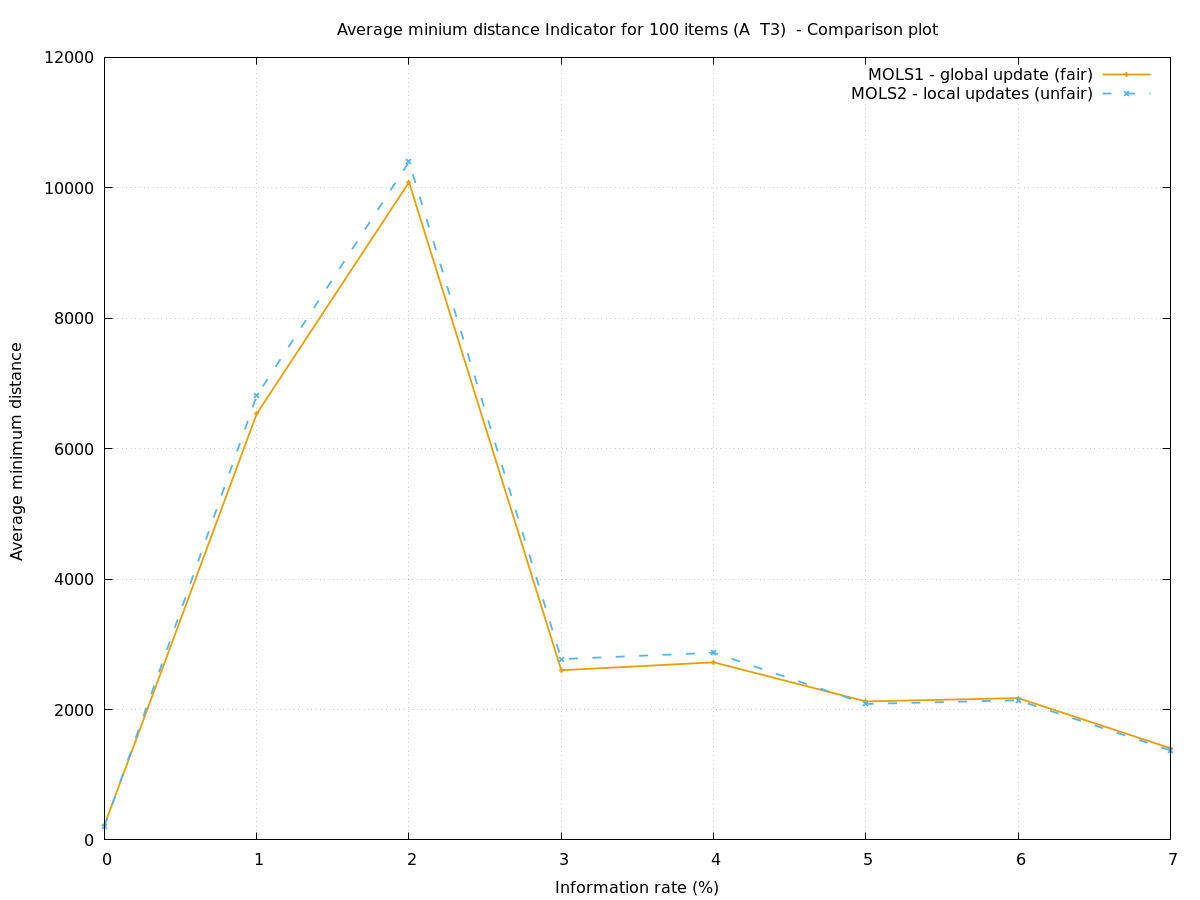 Average minium distance Indicator for 100 items (A  T3)  - Comparison plot
12000
10000
8000
6000
4000
2000
0
Average minimum distance
MOLS1 - global update (fair)
MOLS2 - local updates (unfair)
0 1 2 3 4 5 6 7
Information rate (%)